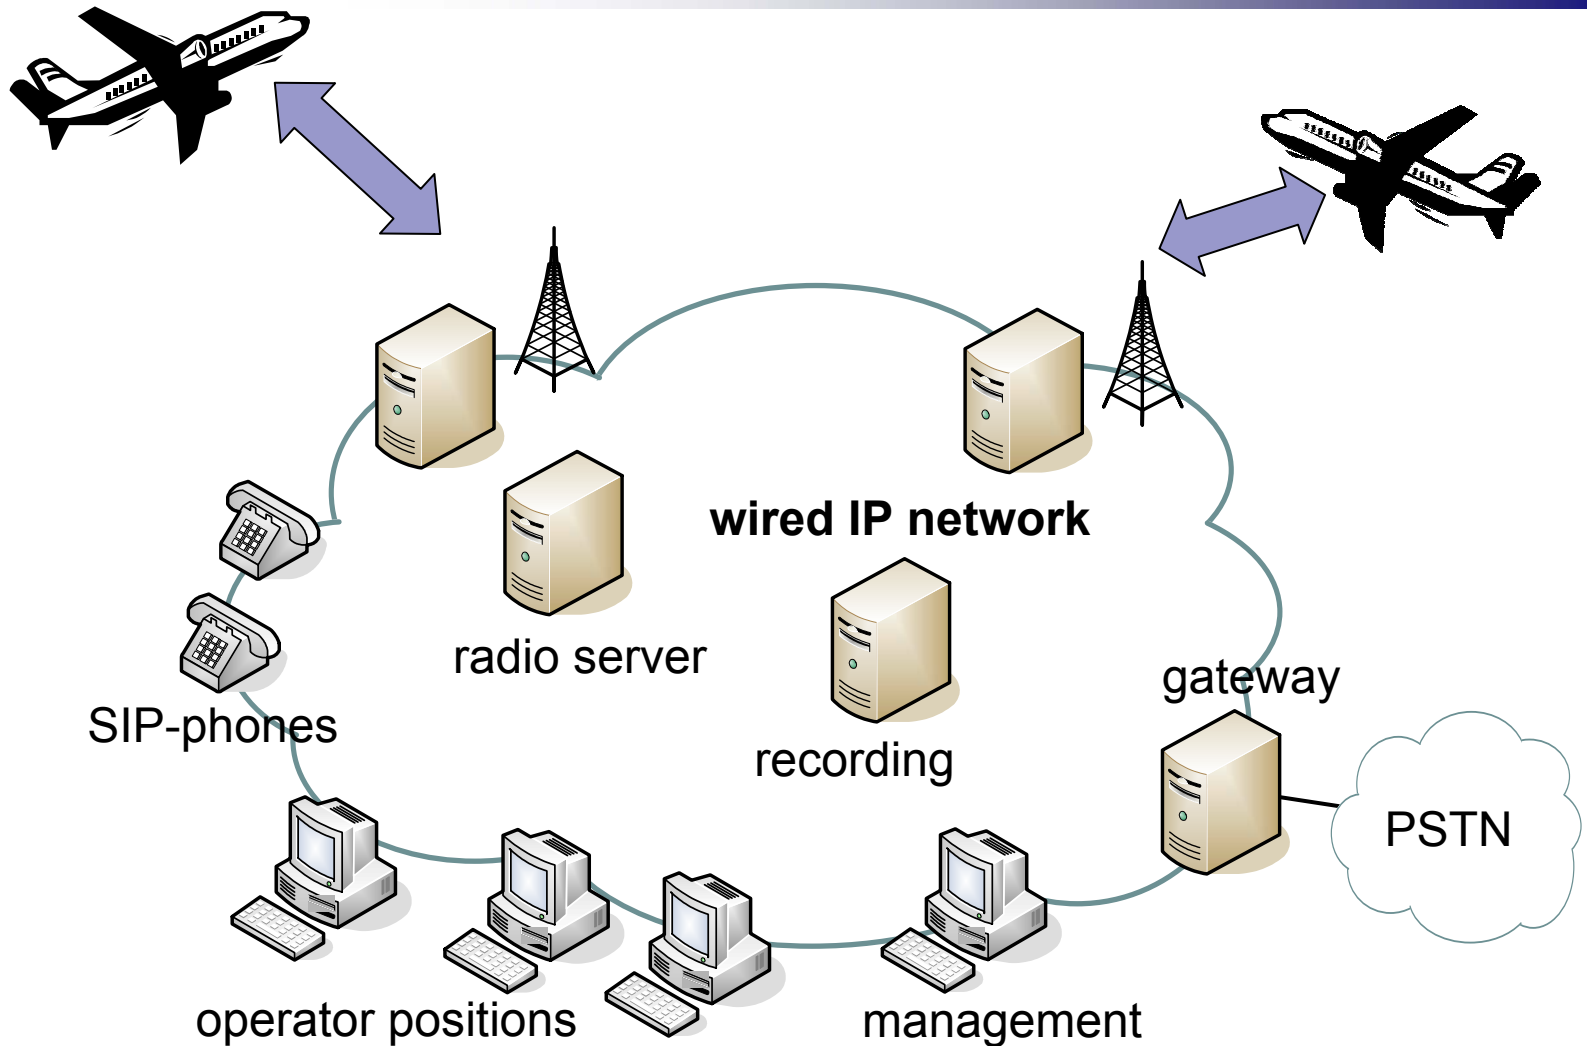 wired IP network
radio server
gateway
SIP-phones
recording
PSTN
operator positions
management